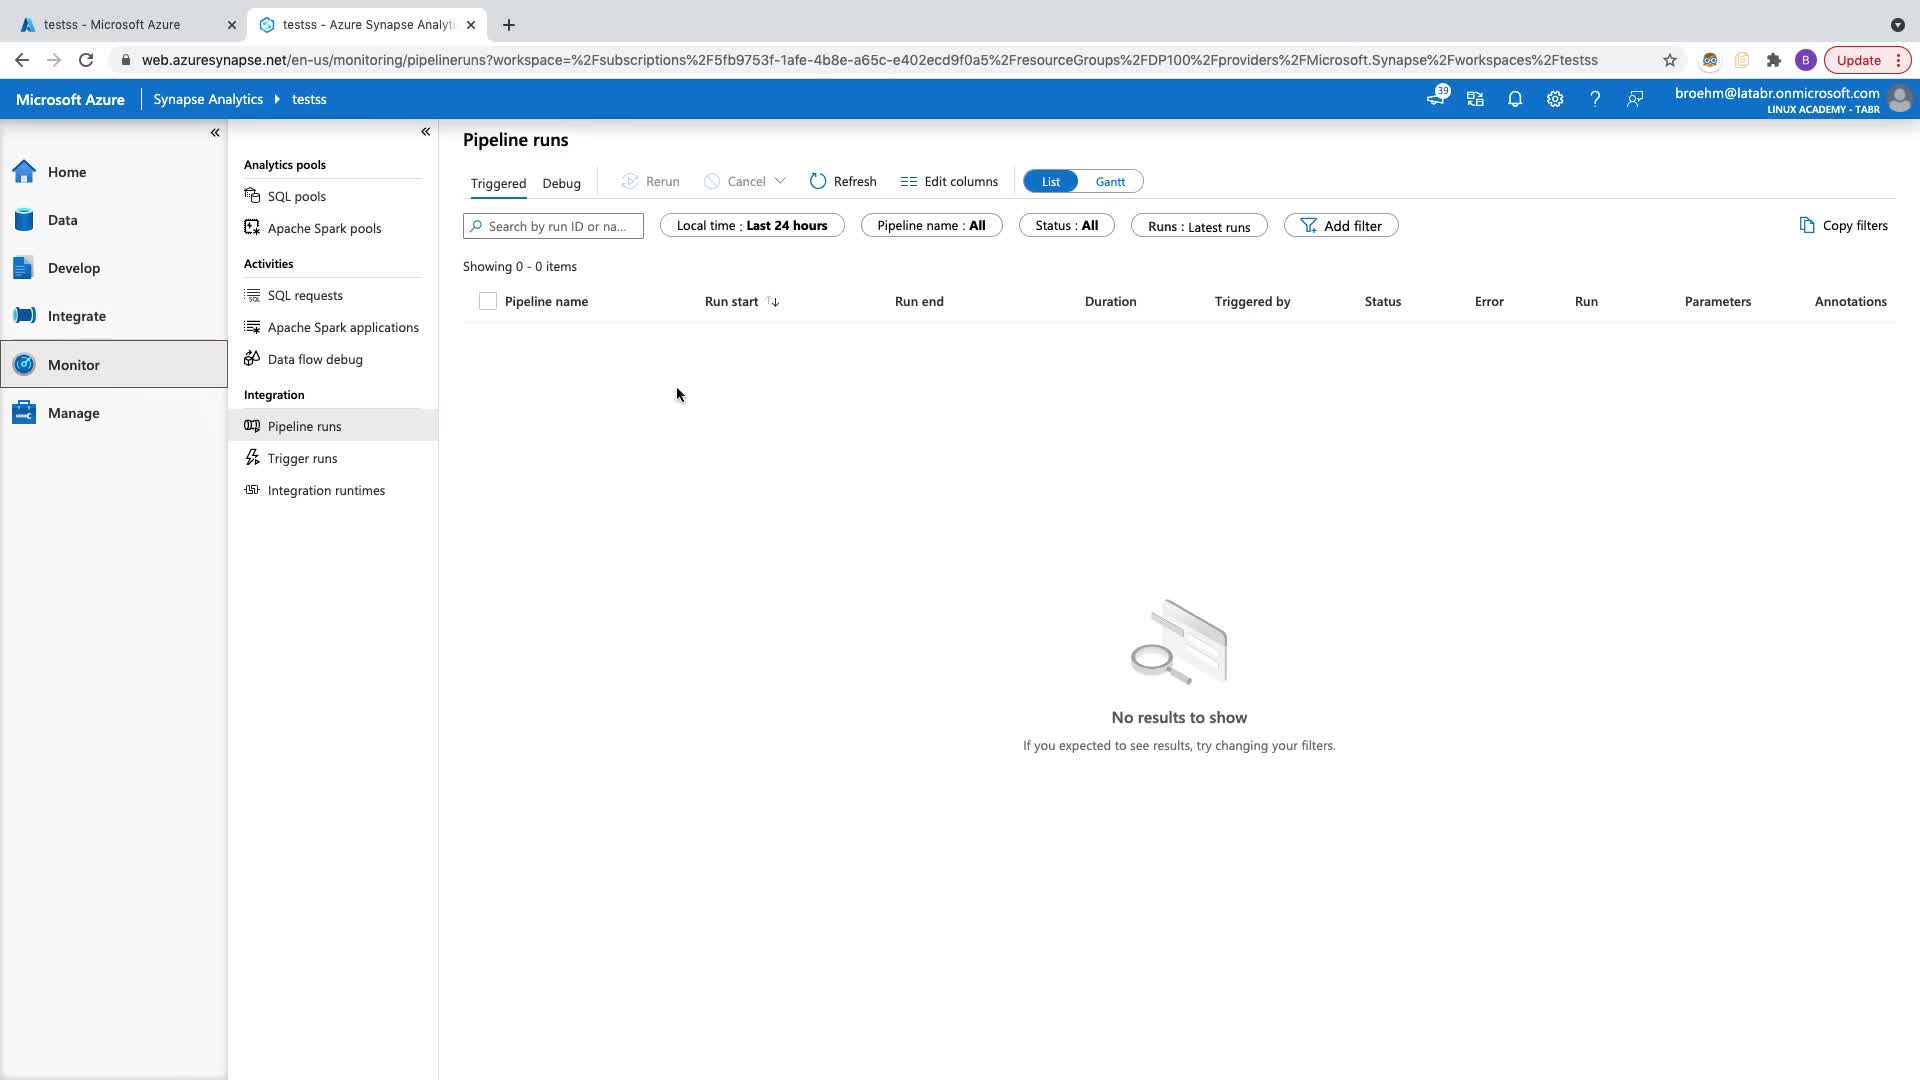 testss - Microsoft Azure
testss - Azure Synapse Analyti
web.azuresynapse.net/en-us/monitoring/pipelineruns?workspace=%2Fsubscriptions%2F5fb9753f-1afe-4b8e-a65c-e402ecd9f0a5%2FresourceGroups%2FDP100%2Fproviders%2FMicrosoft.Synapse%2Fworkspaces%2Ftestss
B
Update
Microsoft Azure
Synapse Analytics
testss
39
broehm@latabr.onmicrosoft.com
LINUX ACADEMY - TABR
Home
Data
Develop
Integrate
Monitor
Manage
Analytics pools
SQL pools
Apache Spark pools
Activities
SQL requests
Apache Spark applications
Data flow debug
Integration
Pipeline runs
Trigger runs
Integration runtimes
Pipeline runs
Triggered Debug Rerun Cancel Refresh Edit columns List Gantt
Search by run ID or na... Local time : Last 24 hours Pipeline name : All Status : All Runs : Latest runs Add filter Copy filters
Showing 0 - 0 items
Pipeline name Run start Run end Duration Triggered by Status Error Run Parameters Annotations
No results to show
If you expected to see results, try changing your filters.